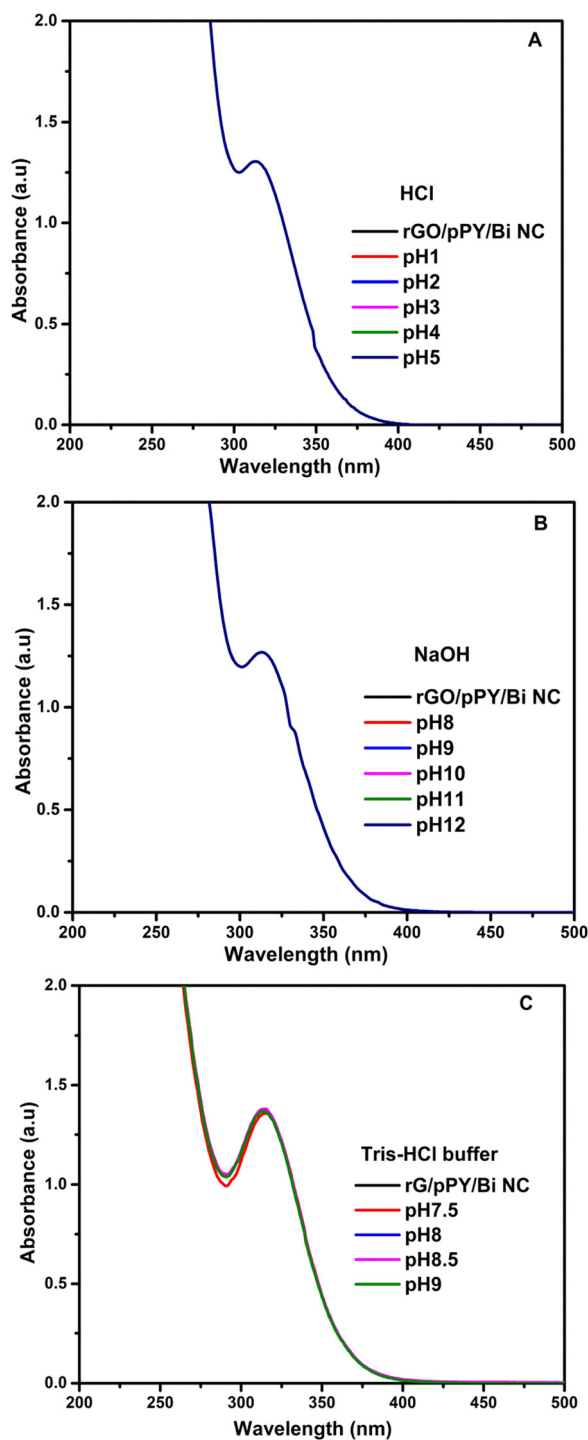 A
2.0
1.5
1.0
0.5
0.0
Absorbance (a.u)
HCl
rGO/pPY/Bi NC
pH1
pH2
pH3
pH4
pH5
200 250 300 350 400 450 500
Wavelength (nm)
B
2.0
1.5
1.0
0.5
0.0
Absorbance (a.u)
NaOH
rGO/pPY/Bi NC
pH8
pH9
pH10
pH11
pH12
200 250 300 350 400 450 500
Wavelength (nm)
C
2.0
1.5
1.0
0.5
0.0
Absorbance (a.u)
Tris-HCl buffer
rG/pPY/Bi NC
pH7.5
pH8
pH8.5
pH9
200 250 300 350 400 450 500
Wavelength (nm)